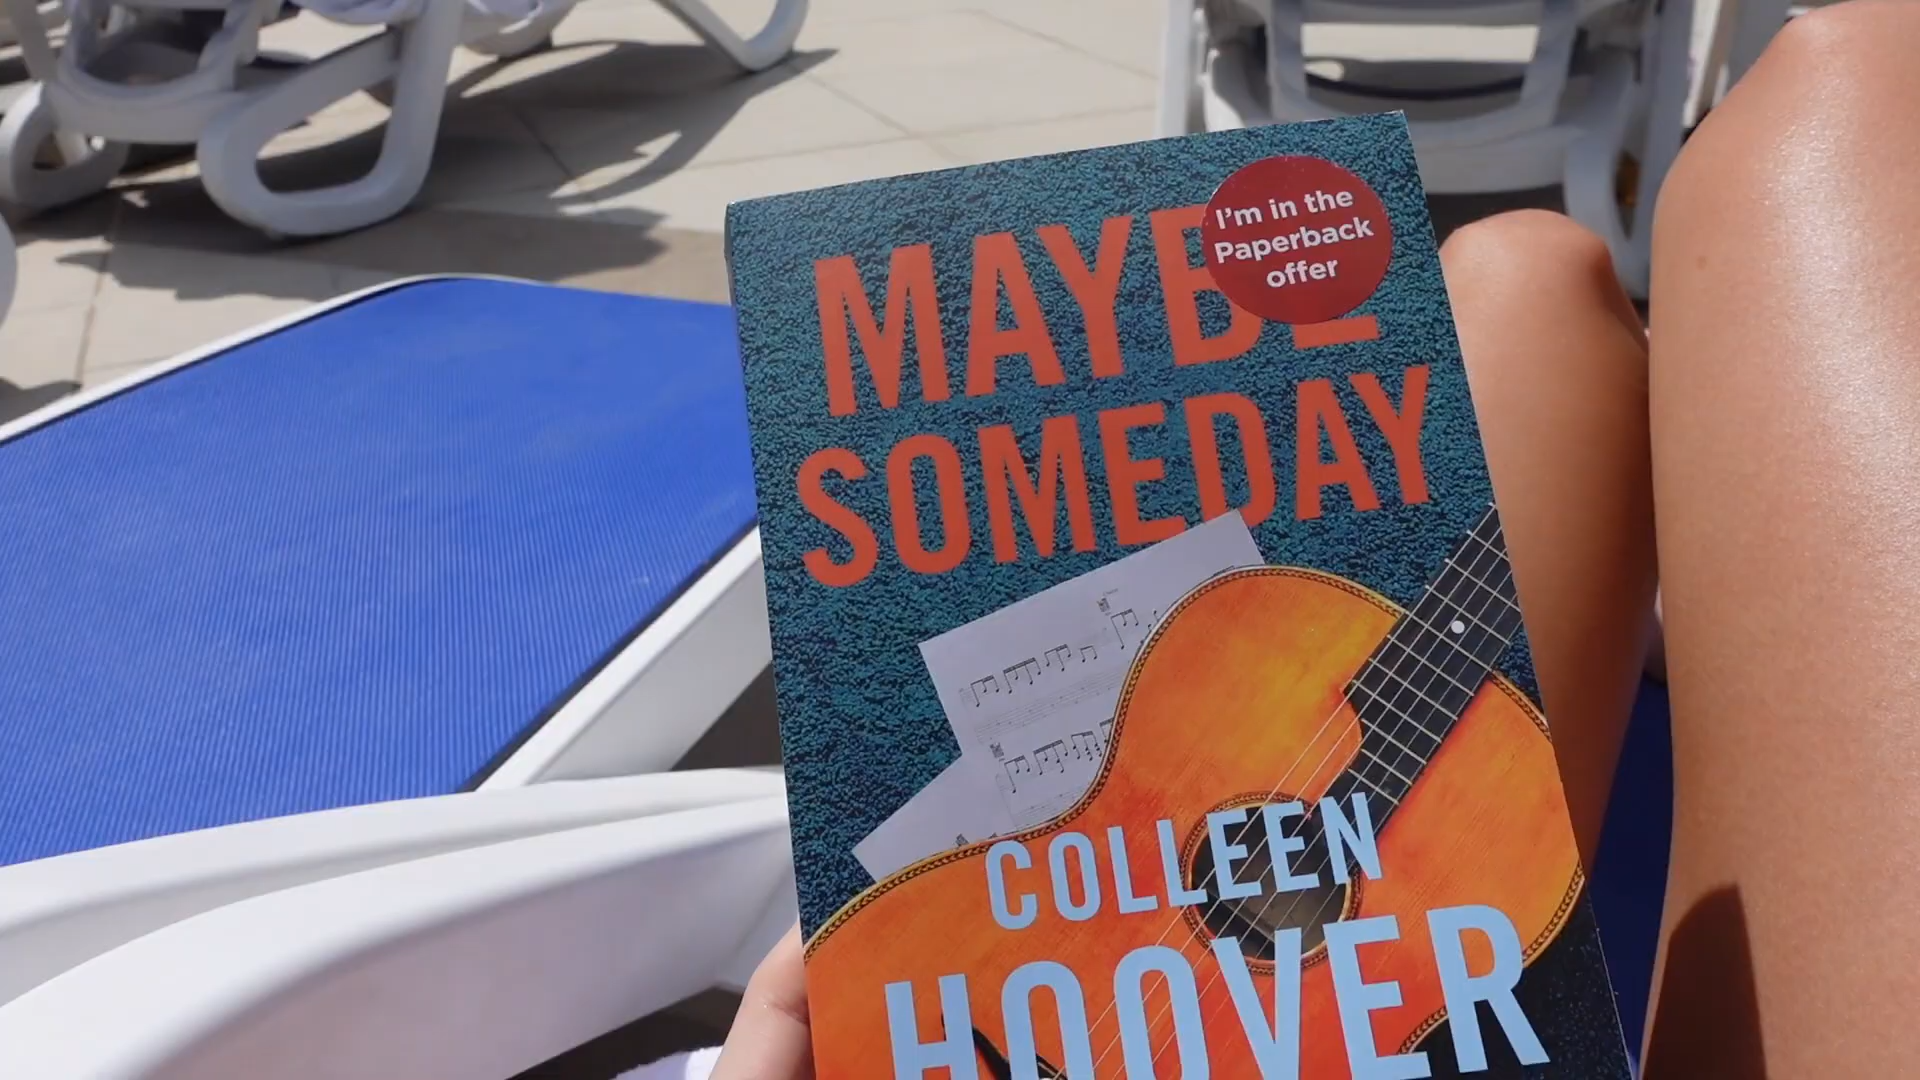 I'm in the
Paperback
offer
MAYBE
SOMEDAY
COLLEEN
HOOVER